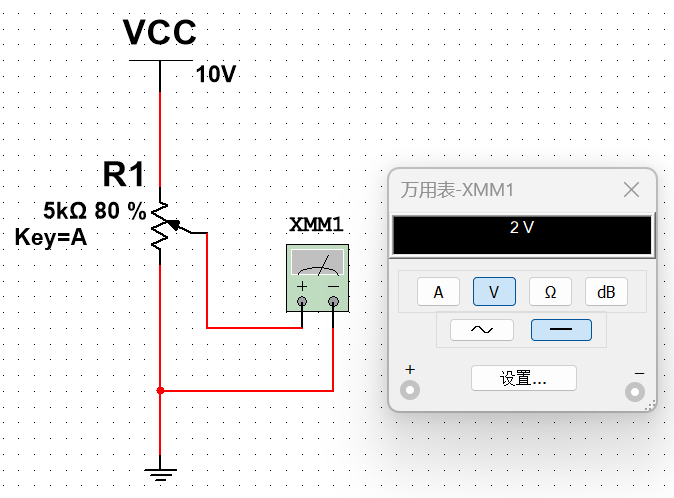 VCC
10V
R1
5kΩ 80 %
Key=A
XMM1
+ −
万用表-XMM1
2 V
A V Ω dB
设置...
+ −